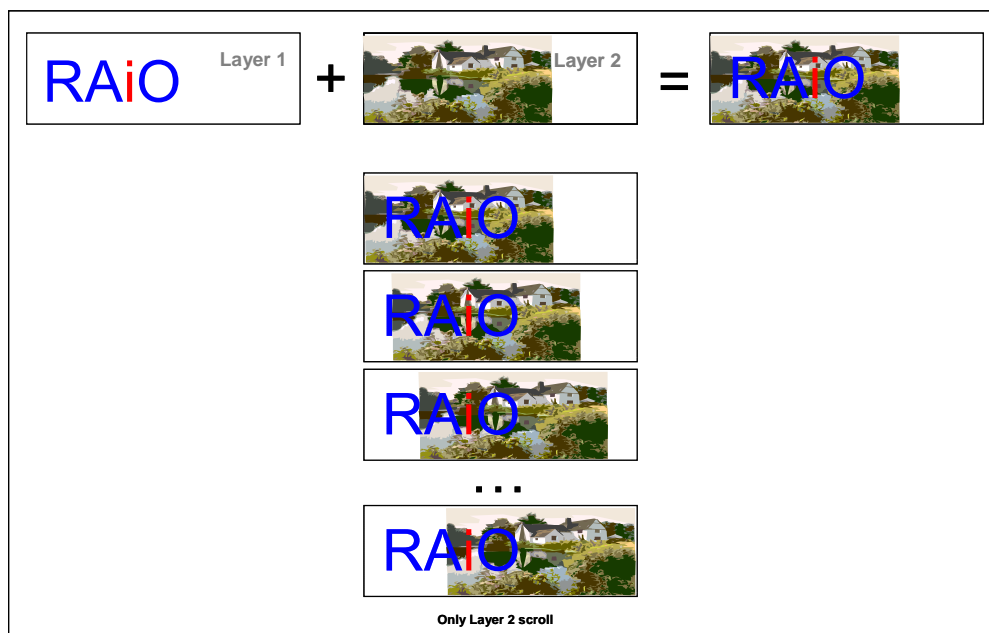 RAiO
Layer 1
+
Layer 2
=
RAiO
RAiO
RAiO
RAiO
...
RAiO
Only Layer 2 scroll